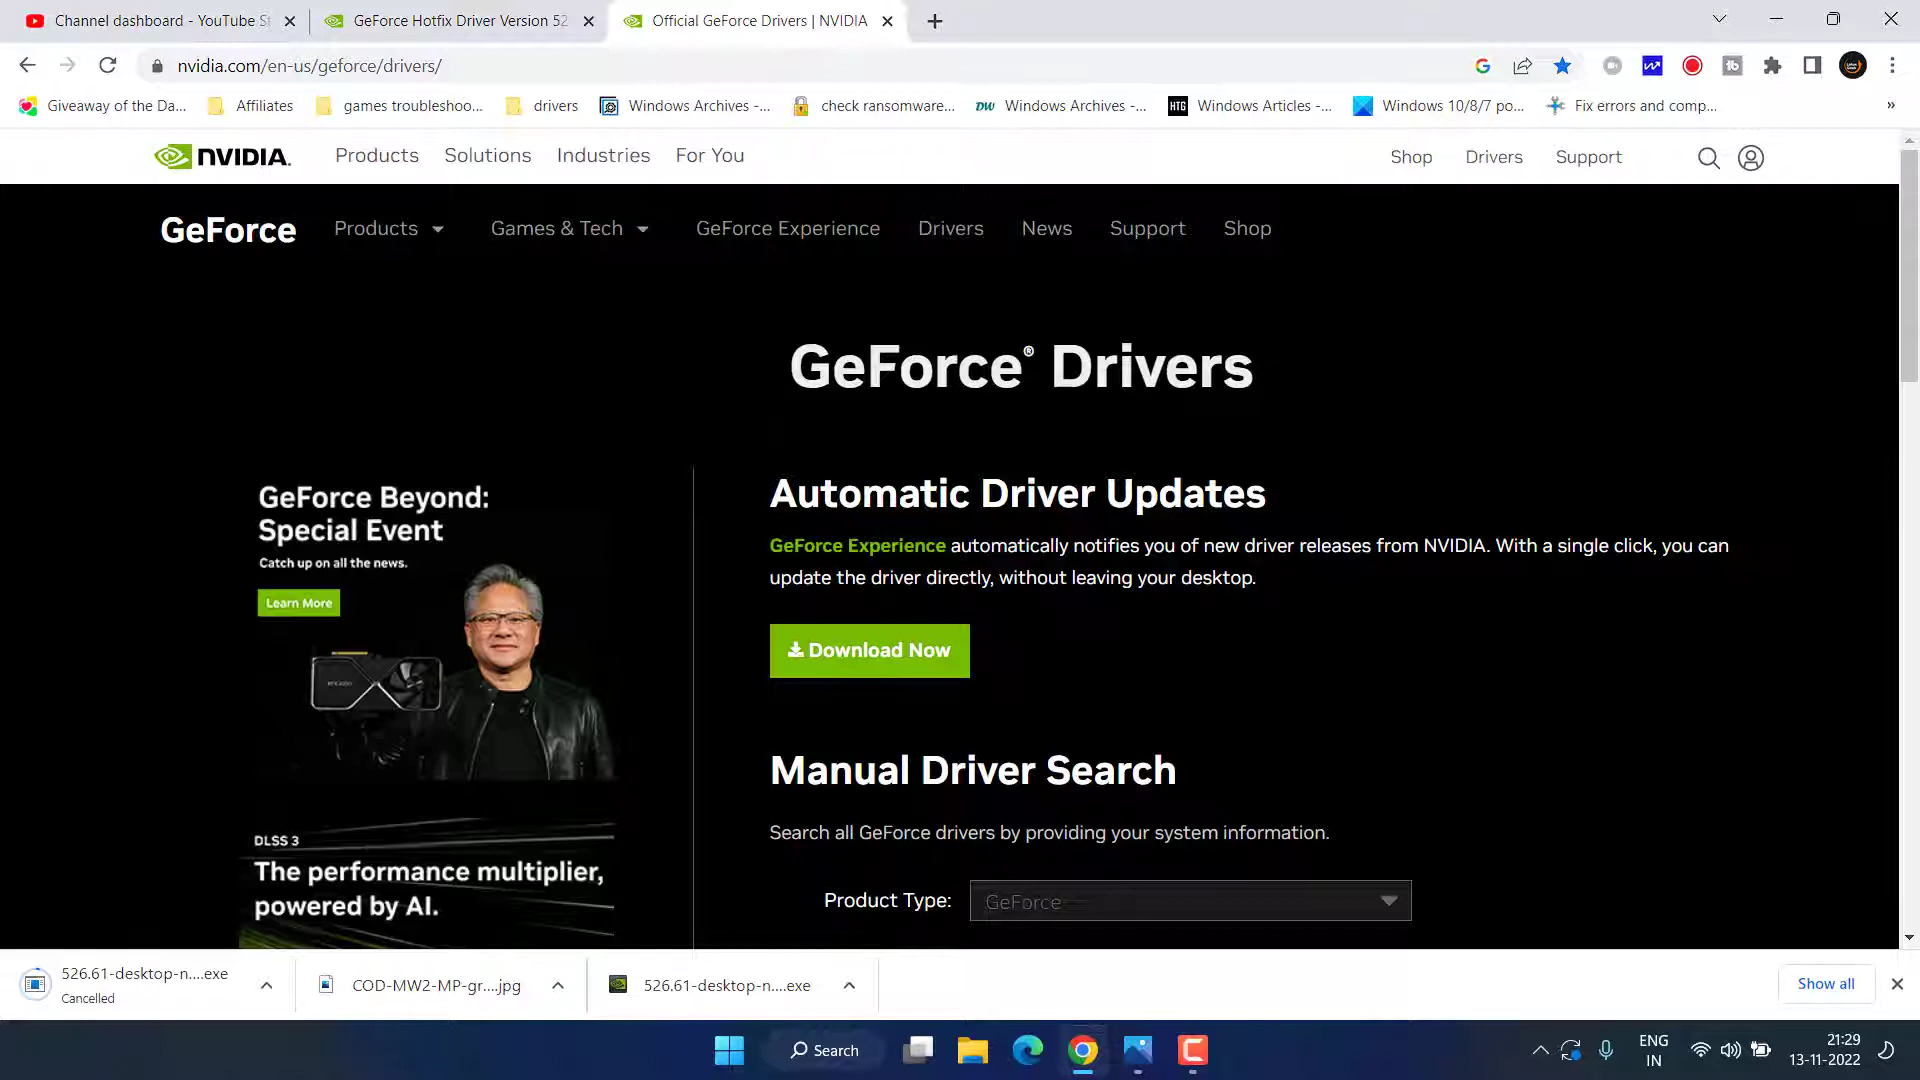 Channel dashboard - YouTube St
GeForce Hotfix Driver Version 52
Official GeForce Drivers | NVIDIA
nvidia.com/en-us/geforce/drivers/
Giveaway of the Da...
Affiliates
games troubleshoo...
drivers
Windows Archives -...
check ransomware...
DW
Windows Archives -...
HTG
Windows Articles -...
Windows 10/8/7 po...
Fix errors and comp...
»
NVIDIA.
Products
Solutions
Industries
For You
Shop
Drivers
Support
GeForce
Products
Games & Tech
GeForce Experience
Drivers
News
Support
Shop
GeForce® Drivers
GeForce Beyond:
Special Event
Catch up on all the news.
Learn More
Automatic Driver Updates
GeForce Experience automatically notifies you of new driver releases from NVIDIA. With a single click, you can
update the driver directly, without leaving your desktop.
Download Now
Manual Driver Search
Search all GeForce drivers by providing your system information.
DLSS 3
The performance multiplier,
powered by AI.
Product Type:
GeForce
526.61-desktop-n....exe
Cancelled
COD-MW2-MP-gr....jpg
526.61-desktop-n....exe
Show all
Search
ENG
IN
21:29
13-11-2022